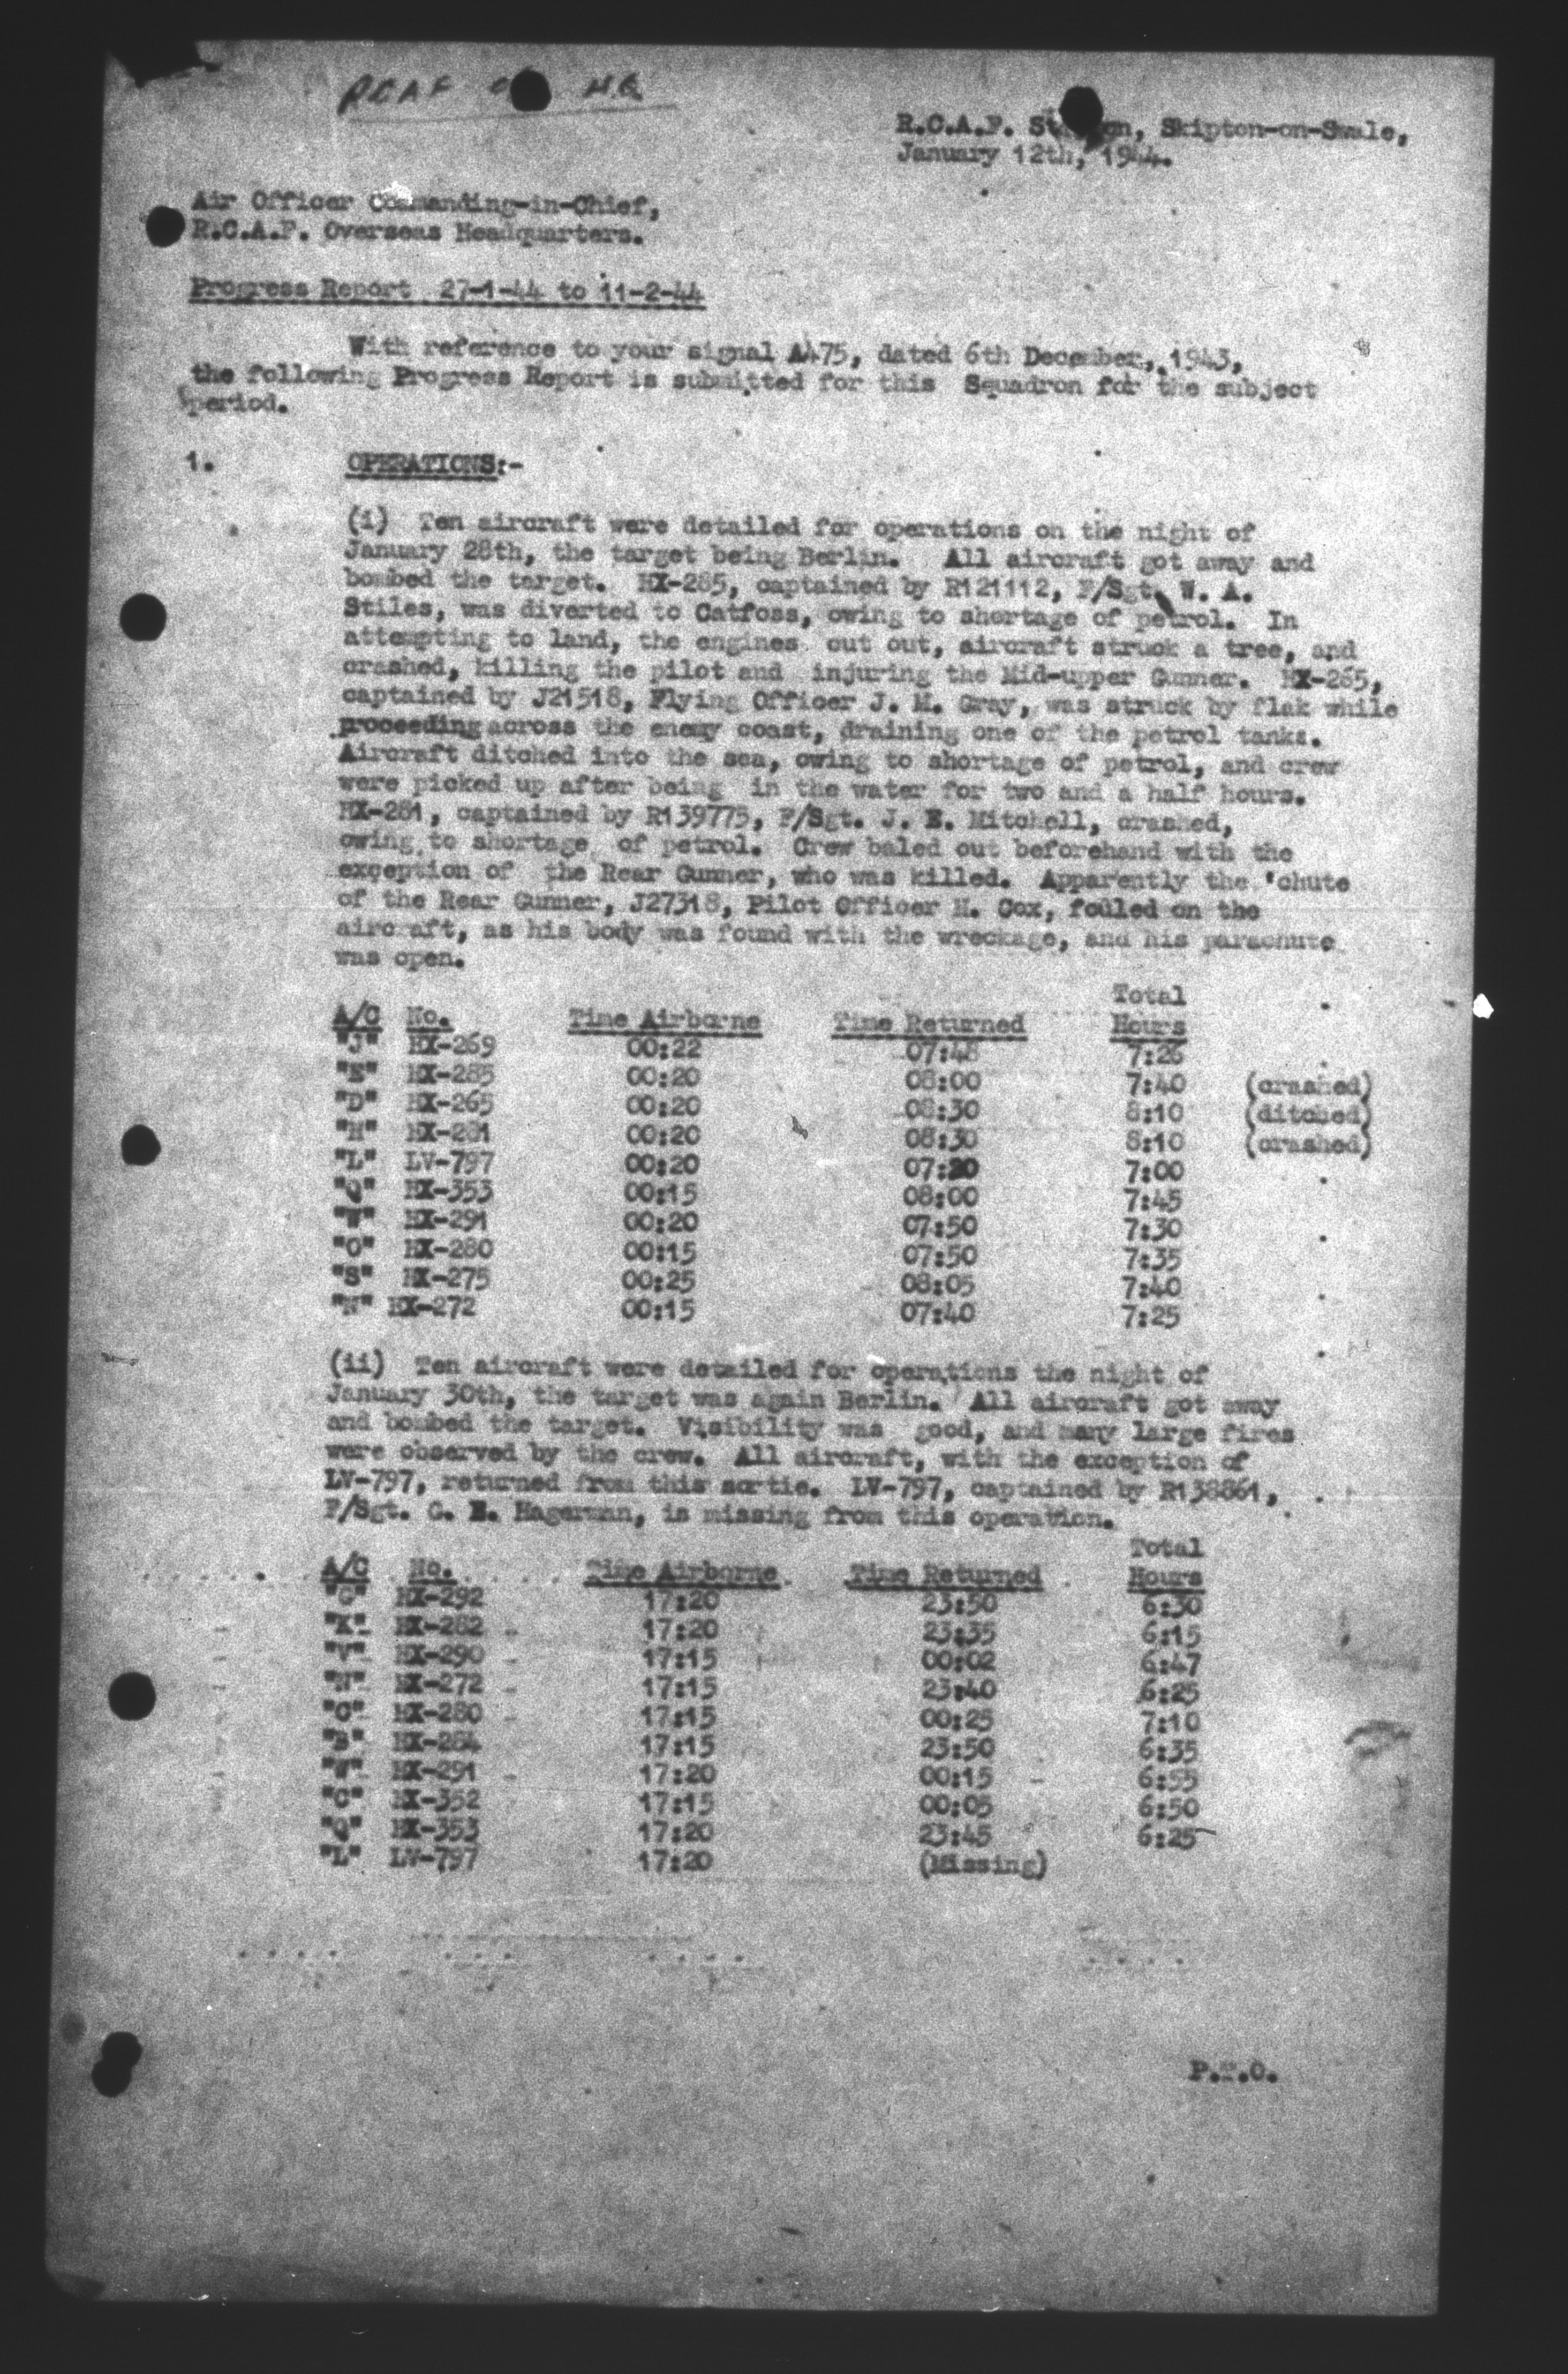 RCAF HQ
R.C.A.F. Station, Skipton-on-Swale,
January 12th, 1944.
Air Officer Commanding-in-Chief,
R.C.A.F. Overseas Headquarters.
Progress Report 27-1-44 to 11-2-44
With reference to your signal A475, dated 6th December, 1943,
the following Progress Report is submitted for this Squadron for the subject
period.
1. OPERATIONS:-
(i) Ten aircraft were detailed for operations on the night of
January 28th, the target being Berlin. All aircraft got away and
bombed the target. HX-285, captained by R121112, F/Sgt. W. A.
Stiles, was diverted to Catfoss, owing to shortage of petrol. In
attempting to land, the engines cut out, aircraft struck a tree, and
crashed, killing the pilot and injuring the Mid-upper Gunner. HX-265,
captained by J21518, Flying Officer J. M. Gray, was struck by flak while
proceeding across the enemy coast, draining one of the petrol tanks.
Aircraft ditched into the sea, owing to shortage of petrol, and crew
were picked up after being in the water for two and a half hours.
HX-281, captained by R139775, F/Sgt. J. E. Mitchell, crashed,
owing to shortage of petrol. Crew baled out beforehand with the
exception of the Rear Gunner, who was killed. Apparently the 'chute
of the Rear Gunner, J27318, Pilot Officer H. Cox, fouled on the
aircraft, as his body was found with the wreckage, and his parachute
was open.
Total
A/C No. Time Airborne Time Returned Hours
"J" HX-269 00:22 07:48 7:26
"E" HX-285 00:20 08:00 7:40 (crashed)
"D" HX-265 00:20 08:30 8:10 (ditched)
"H" HX-281 00:20 08:30 8:10 (crashed)
"L" LV-797 00:20 07:20 7:00
"Q" HX-353 00:15 08:00 7:45
"W" HX-291 00:20 07:50 7:30
"O" HX-280 00:15 07:50 7:35
"S" HX-275 00:25 08:05 7:40
"N" HX-272 00:15 07:40 7:25
(ii) Ten aircraft were detailed for operations the night of
January 30th, the target was again Berlin. All aircraft got away
and bombed the target. Visibility was good, and many large fires
were observed by the crew. All aircraft, with the exception of
LV-797, returned from this sortie. LV-797, captained by R138861,
F/Sgt. G. E. Hagerman, is missing from this operation.
Total
A/C No. Time Airborne Time Returned Hours
"G" HX-292 17:20 23:50 6:30
"K" HX-282 17:20 23:35 6:15
"V" HX-290 17:15 00:02 6:47
"N" HX-272 17:15 23:40 6:25
"O" HX-280 17:15 00:25 7:10
"B" HX-284 17:15 23:50 6:35
"W" HX-291 17:20 00:15 6:55
"C" HX-352 17:15 00:05 6:50
"Q" HX-353 17:20 23:45 6:25
"L" LV-797 17:20 (Missing)
P.T.O.